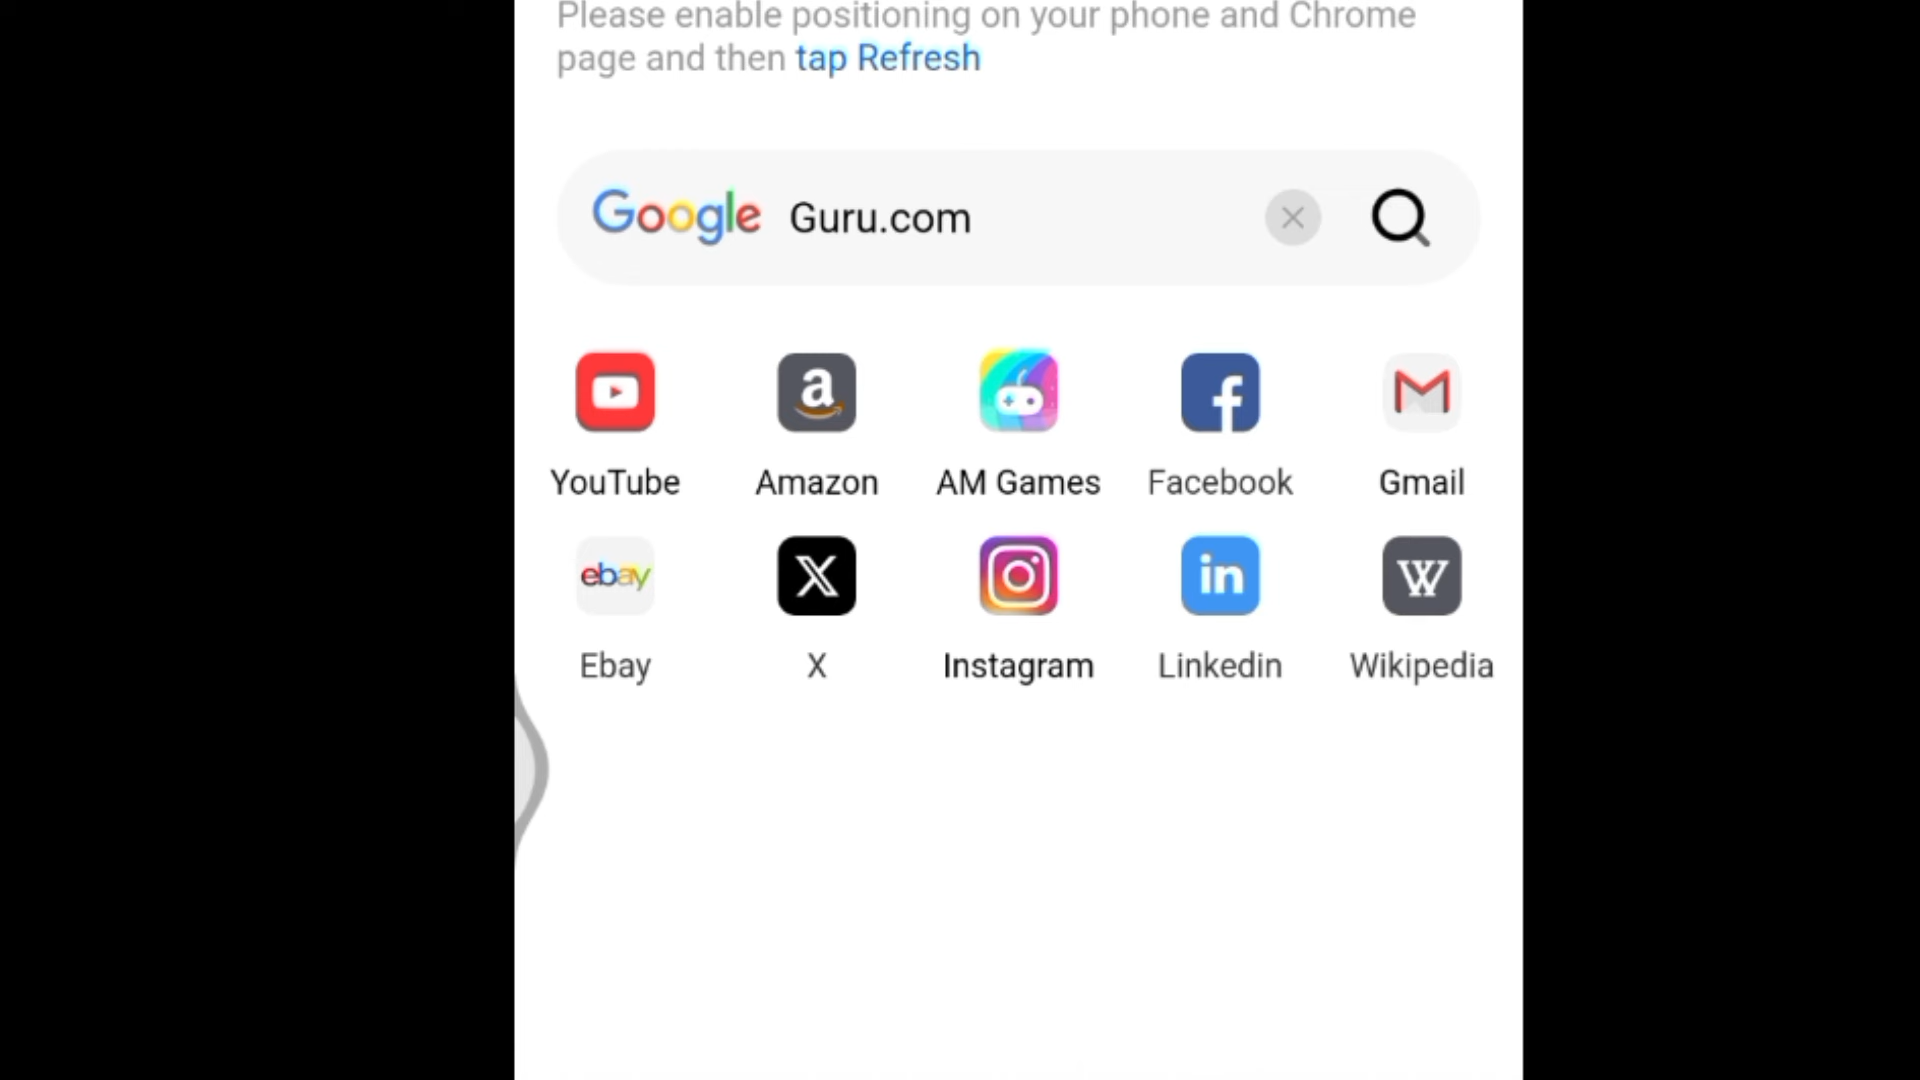 Please enable positioning on your phone and Chrome
page and then tap Refresh
Google Guru.com
YouTube Amazon AM Games Facebook Gmail
ebay
Ebay X Instagram Linkedin Wikipedia